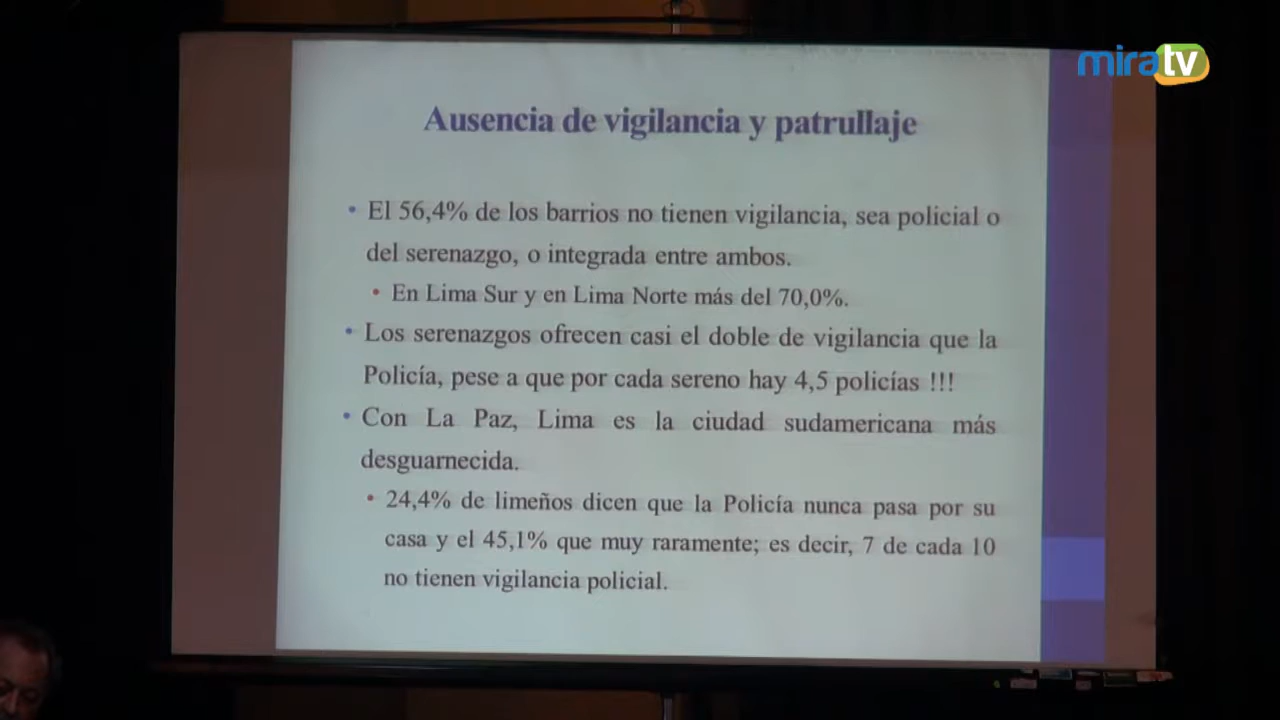 miratv
Ausencia de vigilancia y patrullaje
• El 56,4% de los barrios no tienen vigilancia, sea policial o
del serenazgo, o integrada entre ambos.
• En Lima Sur y en Lima Norte más del 70,0%.
• Los serenazgos ofrecen casi el doble de vigilancia que la
Policía, pese a que por cada sereno hay 4,5 policías !!!
• Con La Paz, Lima es la ciudad sudamericana más
desguarnecida.
• 24,4% de limeños dicen que la Policía nunca pasa por su
casa y el 45,1% que muy raramente; es decir, 7 de cada 10
no tienen vigilancia policial.